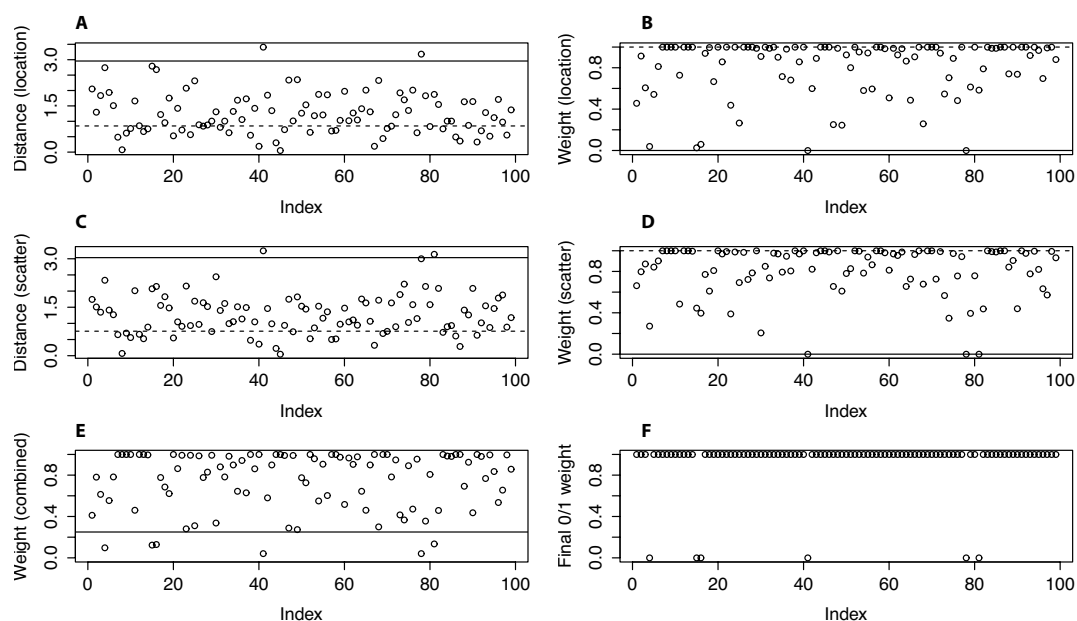 A
Distance (location)
0.0 1.5 3.0
0 20 40 60 80 100
Index
B
Weight (location)
0.0 0.4 0.8
0 20 40 60 80 100
Index
C
Distance (scatter)
0.0 1.5 3.0
0 20 40 60 80 100
Index
D
Weight (scatter)
0.0 0.4 0.8
0 20 40 60 80 100
Index
E
Weight (combined)
0.0 0.4 0.8
0 20 40 60 80 100
Index
F
Final 0/1 weight
0.0 0.4 0.8
0 20 40 60 80 100
Index